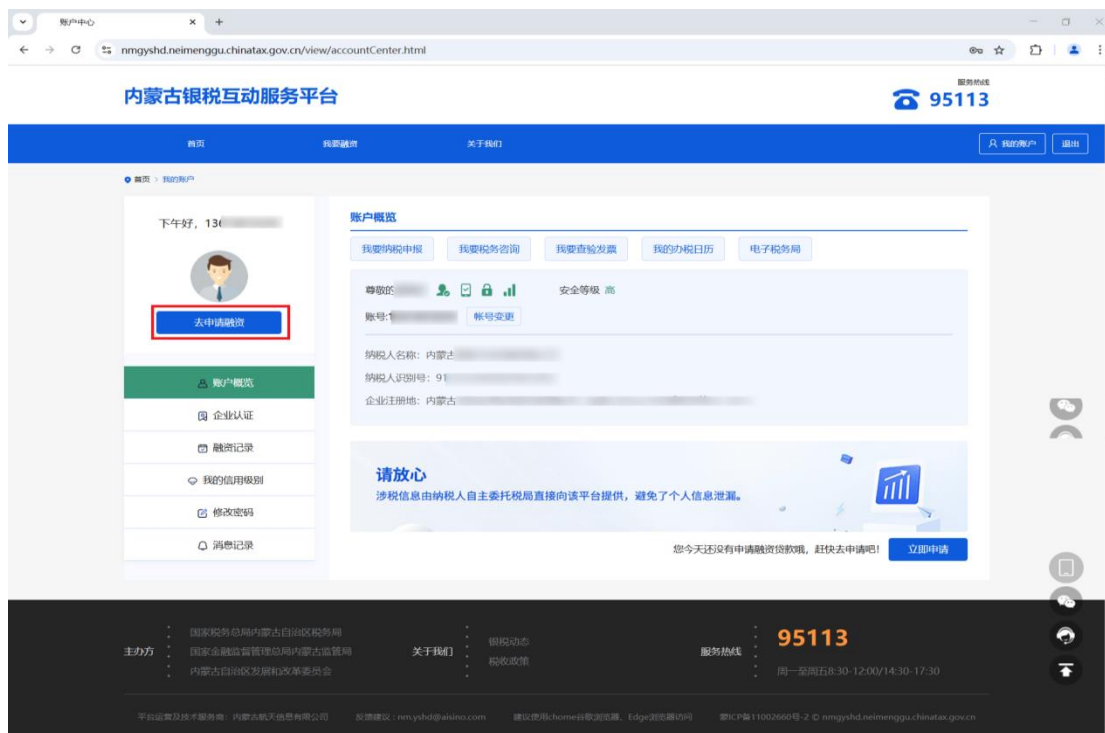 账户中心
nmgyshd.neimenggu.chinatax.gov.cn/view/accountCenter.html
内蒙古银税互动服务平台
服务热线
95113
首页 我要融资 关于我们 我的账户 退出
首页 > 我的账户
下午好，13
去申请融资
账户概览
企业认证
融资记录
我的信用级别
修改密码
消息记录
账户概览
我要纳税申报 我要税务咨询 我要查验发票 我的办税日历 电子税务局
尊敬的 安全等级 高
账号:1 帐号变更
纳税人名称：内蒙古
纳税人识别号：91
企业注册地：内蒙古
请放心
涉税信息由纳税人自主委托税局直接向该平台提供，避免了个人信息泄漏。
您今天还没有申请融资贷款哦，赶快去申请吧！ 立即申请
主办方
国家税务总局内蒙古自治区税务局
国家金融监督管理总局内蒙古监管局
内蒙古自治区发展和改革委员会
关于我们
银税动态
税收政策
服务热线
95113
周一至周五8:30-12:00/14:30-17:30
平台运营及技术服务商：内蒙古航天信息有限公司 反馈建议：nm.yshd@aisino.com 建议使用chome谷歌浏览器、Edge浏览器访问 蒙ICP备11002660号-2 © nmgyshd.neimenggu.chinatax.gov.cn